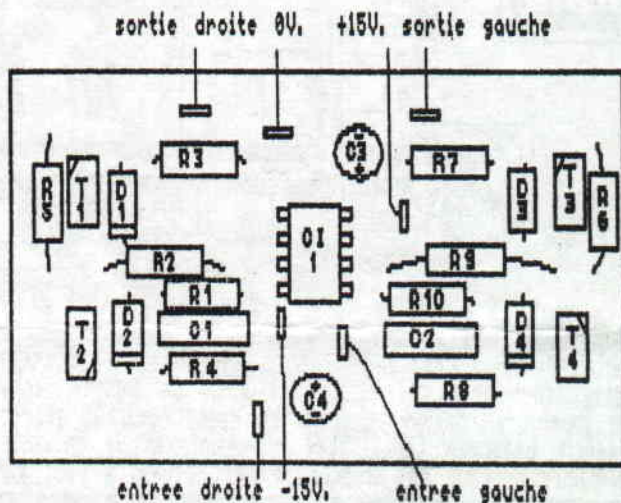 sortie droite 0V. +15V. sortie gauche
R3
C3
R7
R5
T1
D1
D3
T3
R6
CI 1
R2
R9
R1
R10
T2
D2
C1
C2
D4
T4
R4
R8
C4
entree droite -15V. entree gauche